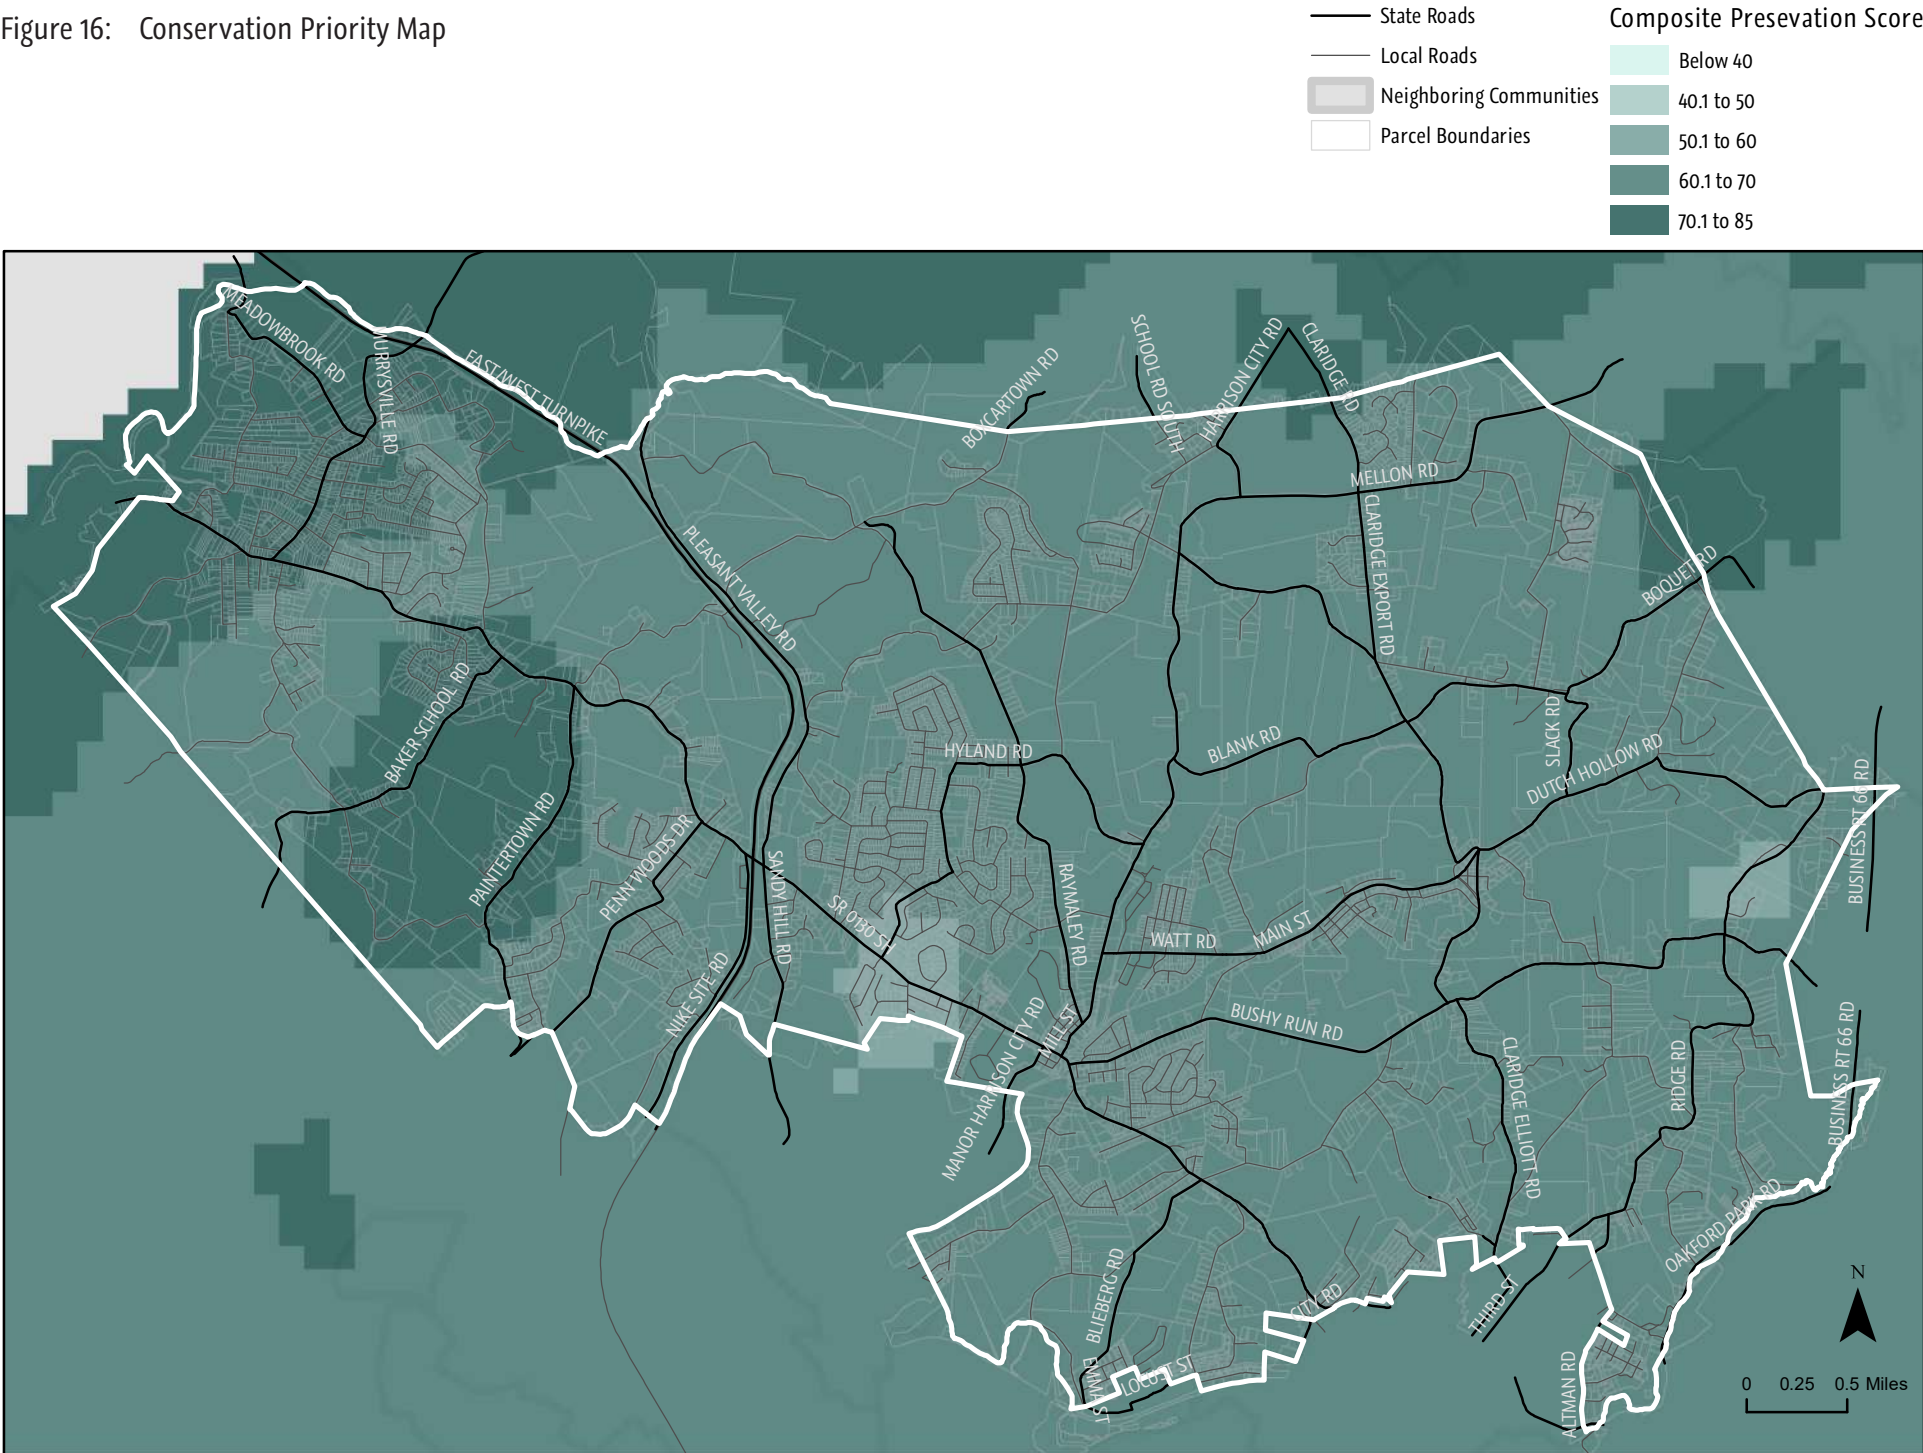 Figure 16: Conservation Priority Map
State Roads
Local Roads
Neighboring Communities
Parcel Boundaries
Composite Presevation Score
Below 40
40.1 to 50
50.1 to 60
60.1 to 70
70.1 to 85
MEADOWBROOK RD
MURRYSVILLE RD
EAST/WEST TURNPIKE
BOXCARTOWN RD
SCHOOL RD SOUTH
HARRISON CITY RD
CLARIDGE RD
MELLON RD
CLARIDGE EXPORT RD
PLEASANT VALLEY RD
BOQUET RD
BAKER SCHOOL RD
HYLAND RD
BLANK RD
SLACK RD
DUTCH HOLLOW RD
BUSINESS RT 66 RD
PAINTERTOWN RD
PENN WOODS DR
SANDY HILL RD
SR 0130 SH
RAYMALEY RD
WATT RD
MAIN ST
NIKE SITE RD
MANOR HARRISON CITY RD
MILL ST
BUSHY RUN RD
CLARIDGE ELLIOTT RD
RIDGE RD
BUSINESS RT 66 RD
OAKFORD PARK RD
BLIEBERG RD
CITY RD
THIRD ST
EMMA ST
LOCUST ST
ALTMAN RD
N
0 0.25 0.5 Miles